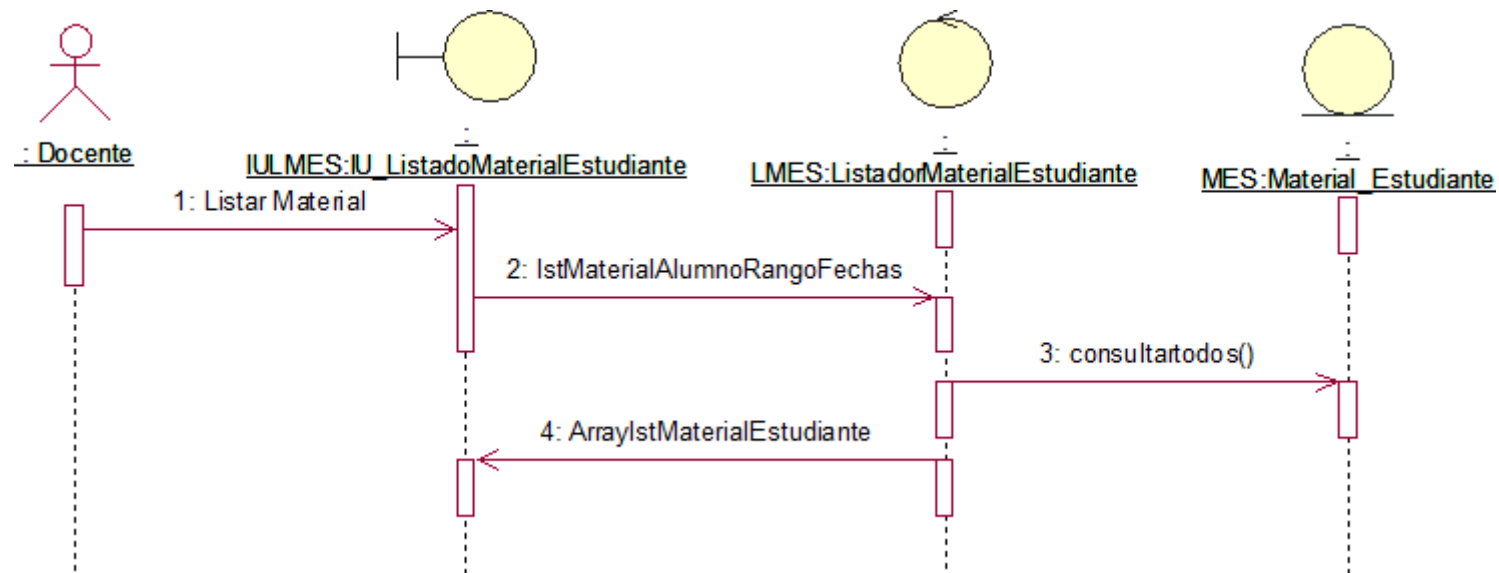 : Docente
:
IULMES:IU_ListadoMaterialEstudiante
:
LMES:ListadorMaterialEstudiante
:
MES:Material_Estudiante
1: Listar Material
2: lstMaterialAlumnoRangoFechas
3: consultartodos()
4: ArraylstMaterialEstudiante